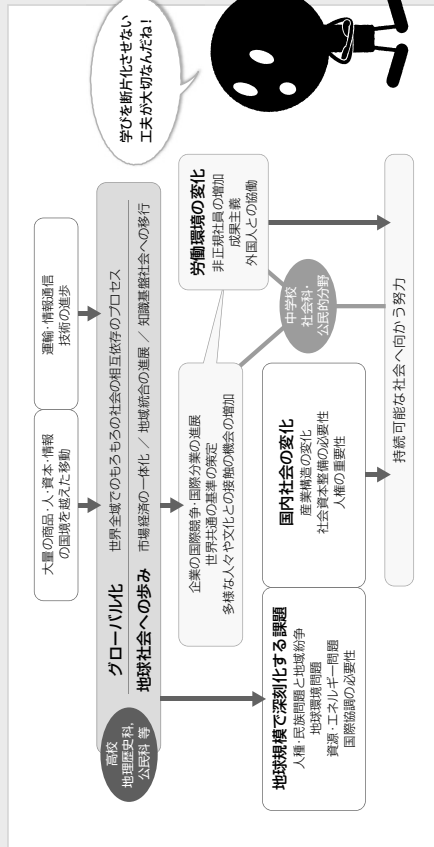 大量の商品・人・資本・情報
の国境を越えた移動
運輸・情報通信
技術の進歩
学びを断片化させない
工夫が大切なんだね！
高校
地理歴史科,
公民科 等
グローバル化　世界全域でのもろもろの社会の相互依存のプロセス
地球社会への歩み　市場経済の一体化 ／ 地域統合の進展 ／ 知識基盤社会への移行
企業の国際競争・国際分業の進展
世界共通の基準の策定
多様な人々や文化との接触の機会の増加
労働環境の変化
非正規社員の増加
成果主義
外国人との協働
地球規模で深刻化する課題
人種・民族問題と地域紛争
地球環境問題
資源・エネルギー問題
国際協調の必要性
国内社会の変化
産業構造の変化
社会資本整備の必要性
人権の重要性
中学校
社会科・
公民的分野
持続可能な社会へ向かう努力